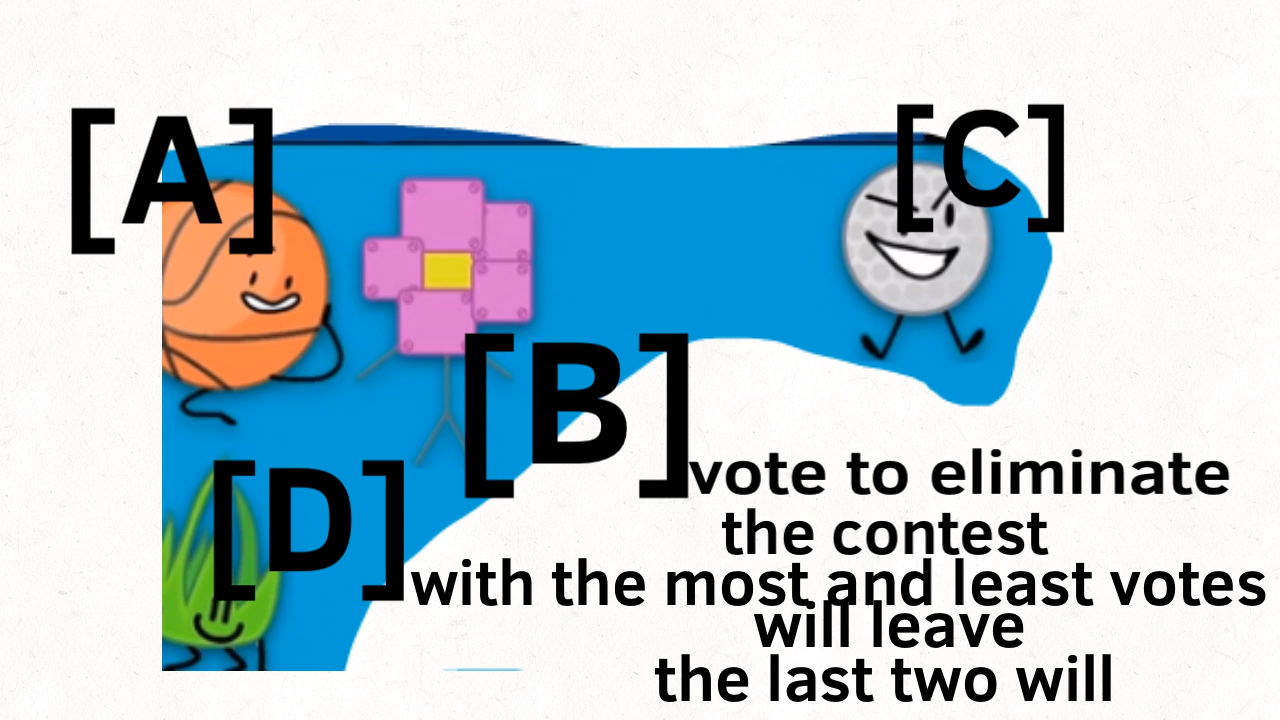 [A]
[C]
[B]
[D]
vote to eliminate
the contest
with the most and least votes
will leave
the last two will